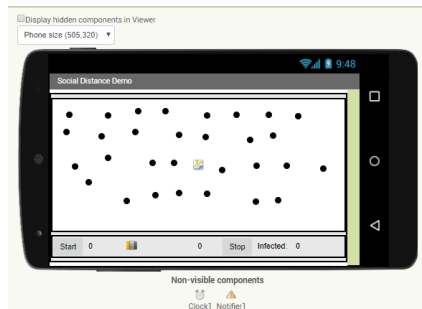 Display hidden components in Viewer
Phone size (505,320)
9:48
Social Distance Demo
Start 0 0 Stop Infected: 0
Non-visible components
Clock1 Notifier1